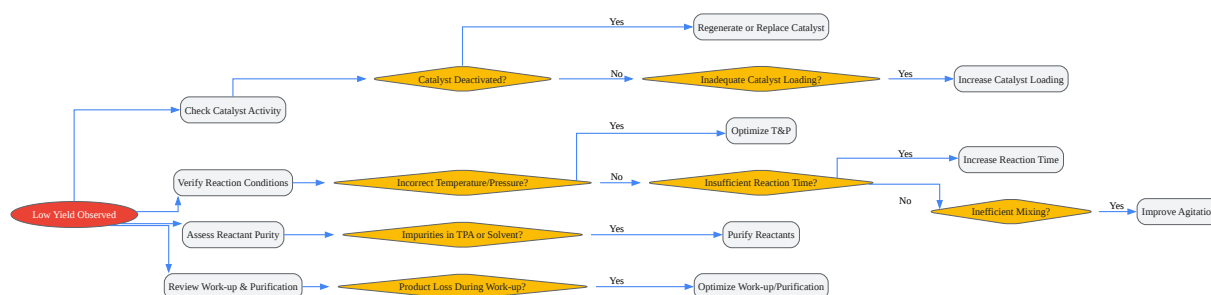 Yes
Regenerate or Replace Catalyst
Catalyst Deactivated?
No
Inadequate Catalyst Loading?
Yes
Increase Catalyst Loading
Check Catalyst Activity
Yes
Optimize T&P
Yes
Increase Reaction Time
Verify Reaction Conditions
Incorrect Temperature/Pressure?
No
Insufficient Reaction Time?
No
Inefficient Mixing?
Yes
Improve Agitation
Low Yield Observed
Assess Reactant Purity
Impurities in TPA or Solvent?
Yes
Purify Reactants
Review Work-up & Purification
Product Loss During Work-up?
Yes
Optimize Work-up/Purification